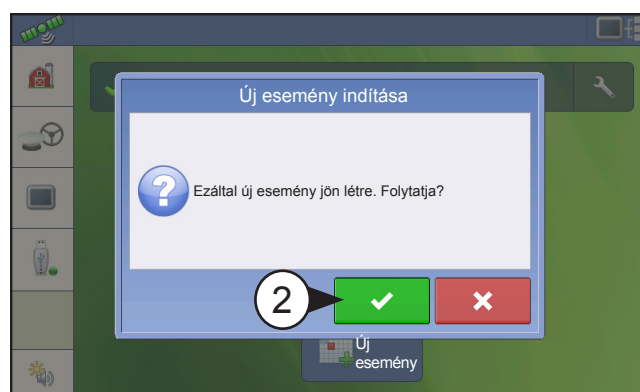 Új esemény indítása
Ezáltal új esemény jön létre. Folytatja?
2
Új
esemény